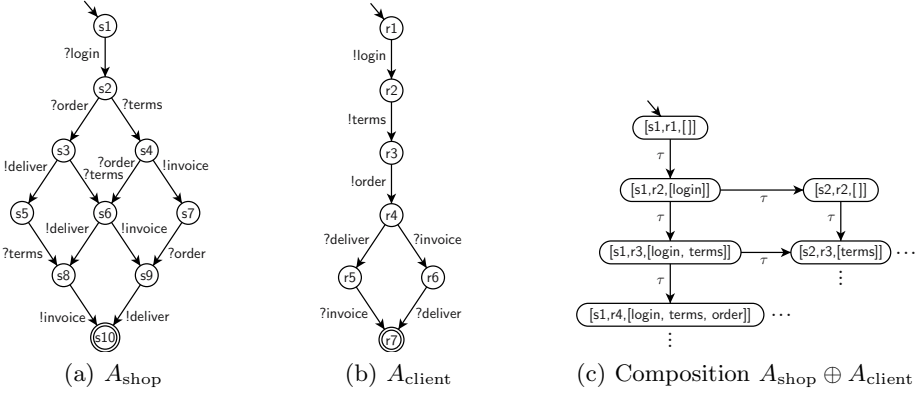 s1
?login
s2
?order ?terms
s3 s4
!deliver ?terms ?order !invoice
s5 s6 s7
?terms !deliver !invoice ?order
s8 s9
!invoice !deliver
s10
(a) A_shop
r1
!login
r2
!terms
r3
!order
r4
?deliver ?invoice
r5 r6
?invoice ?deliver
r7
(b) A_client
[s1,r1,[]]
τ
[s1,r2,[login]] τ [s2,r2,[]]
τ τ
[s1,r3,[login, terms]] τ [s2,r3,[terms]] ···
τ ⋮
[s1,r4,[login, terms, order]] ···
⋮
(c) Composition A_shop ⊕ A_client